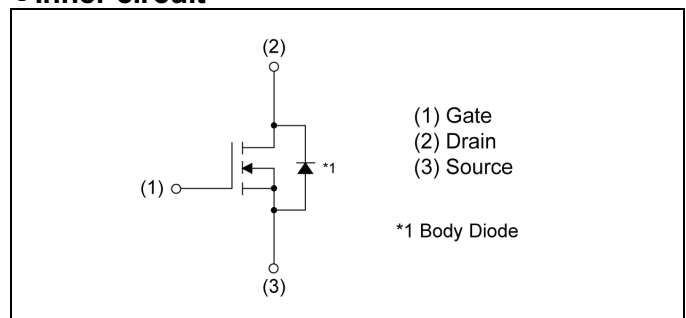 Inner circuit
(2)
(1) Gate
(2) Drain
(3) Source
*1
(1)
*1 Body Diode
(3)